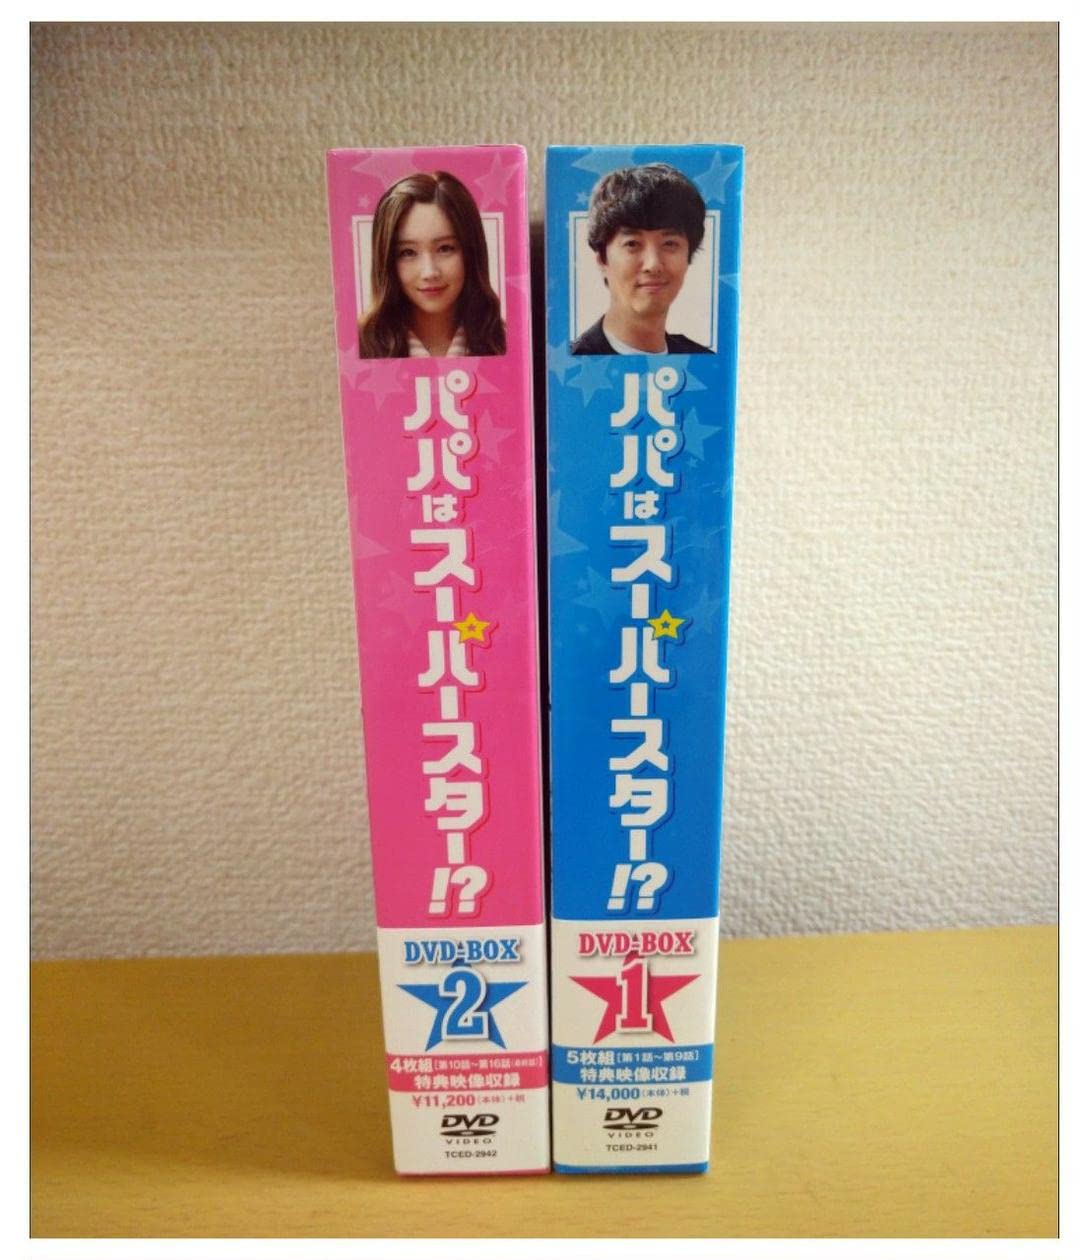 パパはスーパースター!?
DVD-BOX
2
4枚組[第10話~第16話(最終話)]
特典映像収録
¥11,200(本体)+税
DVD
VIDEO
TCED-2942
パパはスーパースター!?
DVD-BOX
1
5枚組[第1話~第9話]
特典映像収録
¥14,000(本体)+税
DVD
VIDEO
TCED-2941